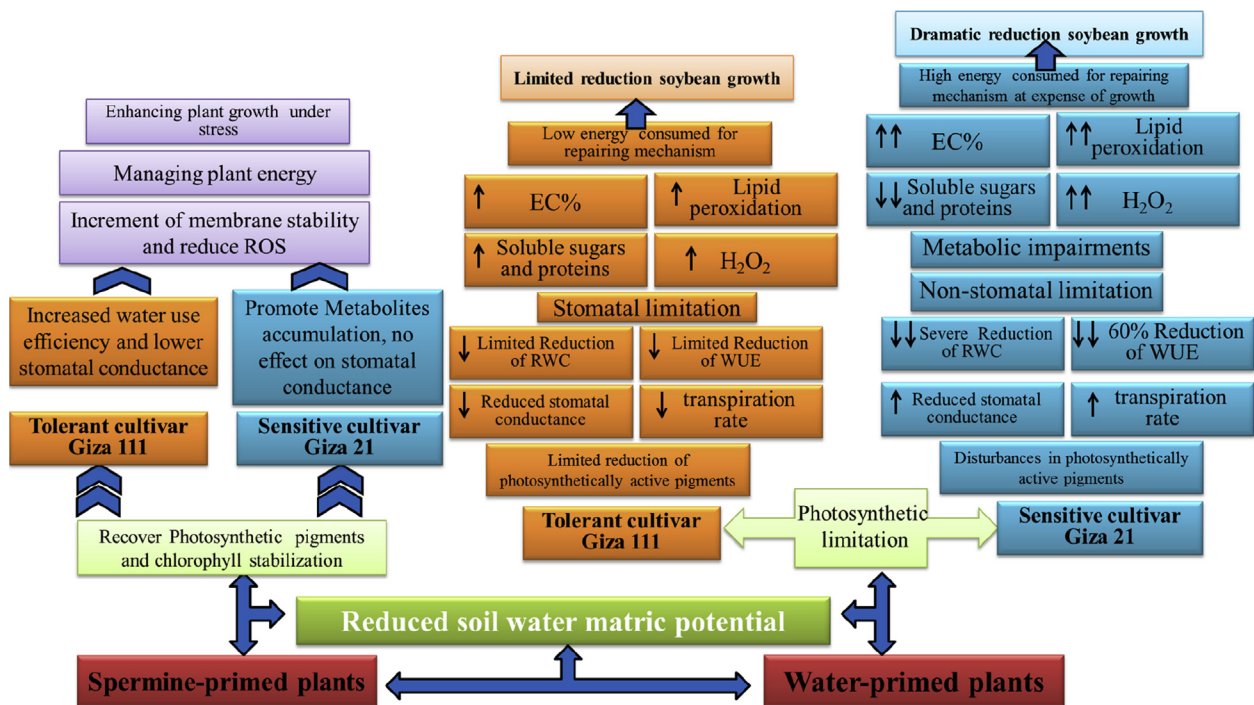 Enhancing plant growth under
stress
Managing plant energy
Increment of membrane stability
and reduce ROS
Increased water use
efficiency and lower
stomatal conductance
Promote Metabolites
accumulation, no
effect on stomatal
conductance
Tolerant cultivar
Giza 111
Sensitive cultivar
Giza 21
Recover Photosynthetic pigments
and chlorophyll stabilization
Limited reduction soybean growth
Low energy consumed for
repairing mechanism
↑ EC%
↑ Lipid
peroxidation
↑ Soluble sugars
and proteins
↑ H₂O₂
Stomatal limitation
↓ Limited Reduction
of RWC
↓ Limited Reduction
of WUE
↓ Reduced stomatal
conductance
↓ transpiration
rate
Limited reduction of
photosynthetically active pigments
Tolerant cultivar
Giza 111
Photosynthetic
limitation
Dramatic reduction soybean growth
High energy consumed for repairing
mechanism at expense of growth
↑↑ EC%
↑↑ Lipid
peroxidation
↓↓ Soluble sugars
and proteins
↑↑ H₂O₂
Metabolic impairments
Non-stomatal limitation
↓↓ Severe Reduction
of RWC
↓↓ 60% Reduction
of WUE
↑ Reduced stomatal
conductance
↑ transpiration
rate
Disturbances in photosynthetically
active pigments
Sensitive cultivar
Giza 21
Reduced soil water matric potential
Spermine-primed plants
Water-primed plants